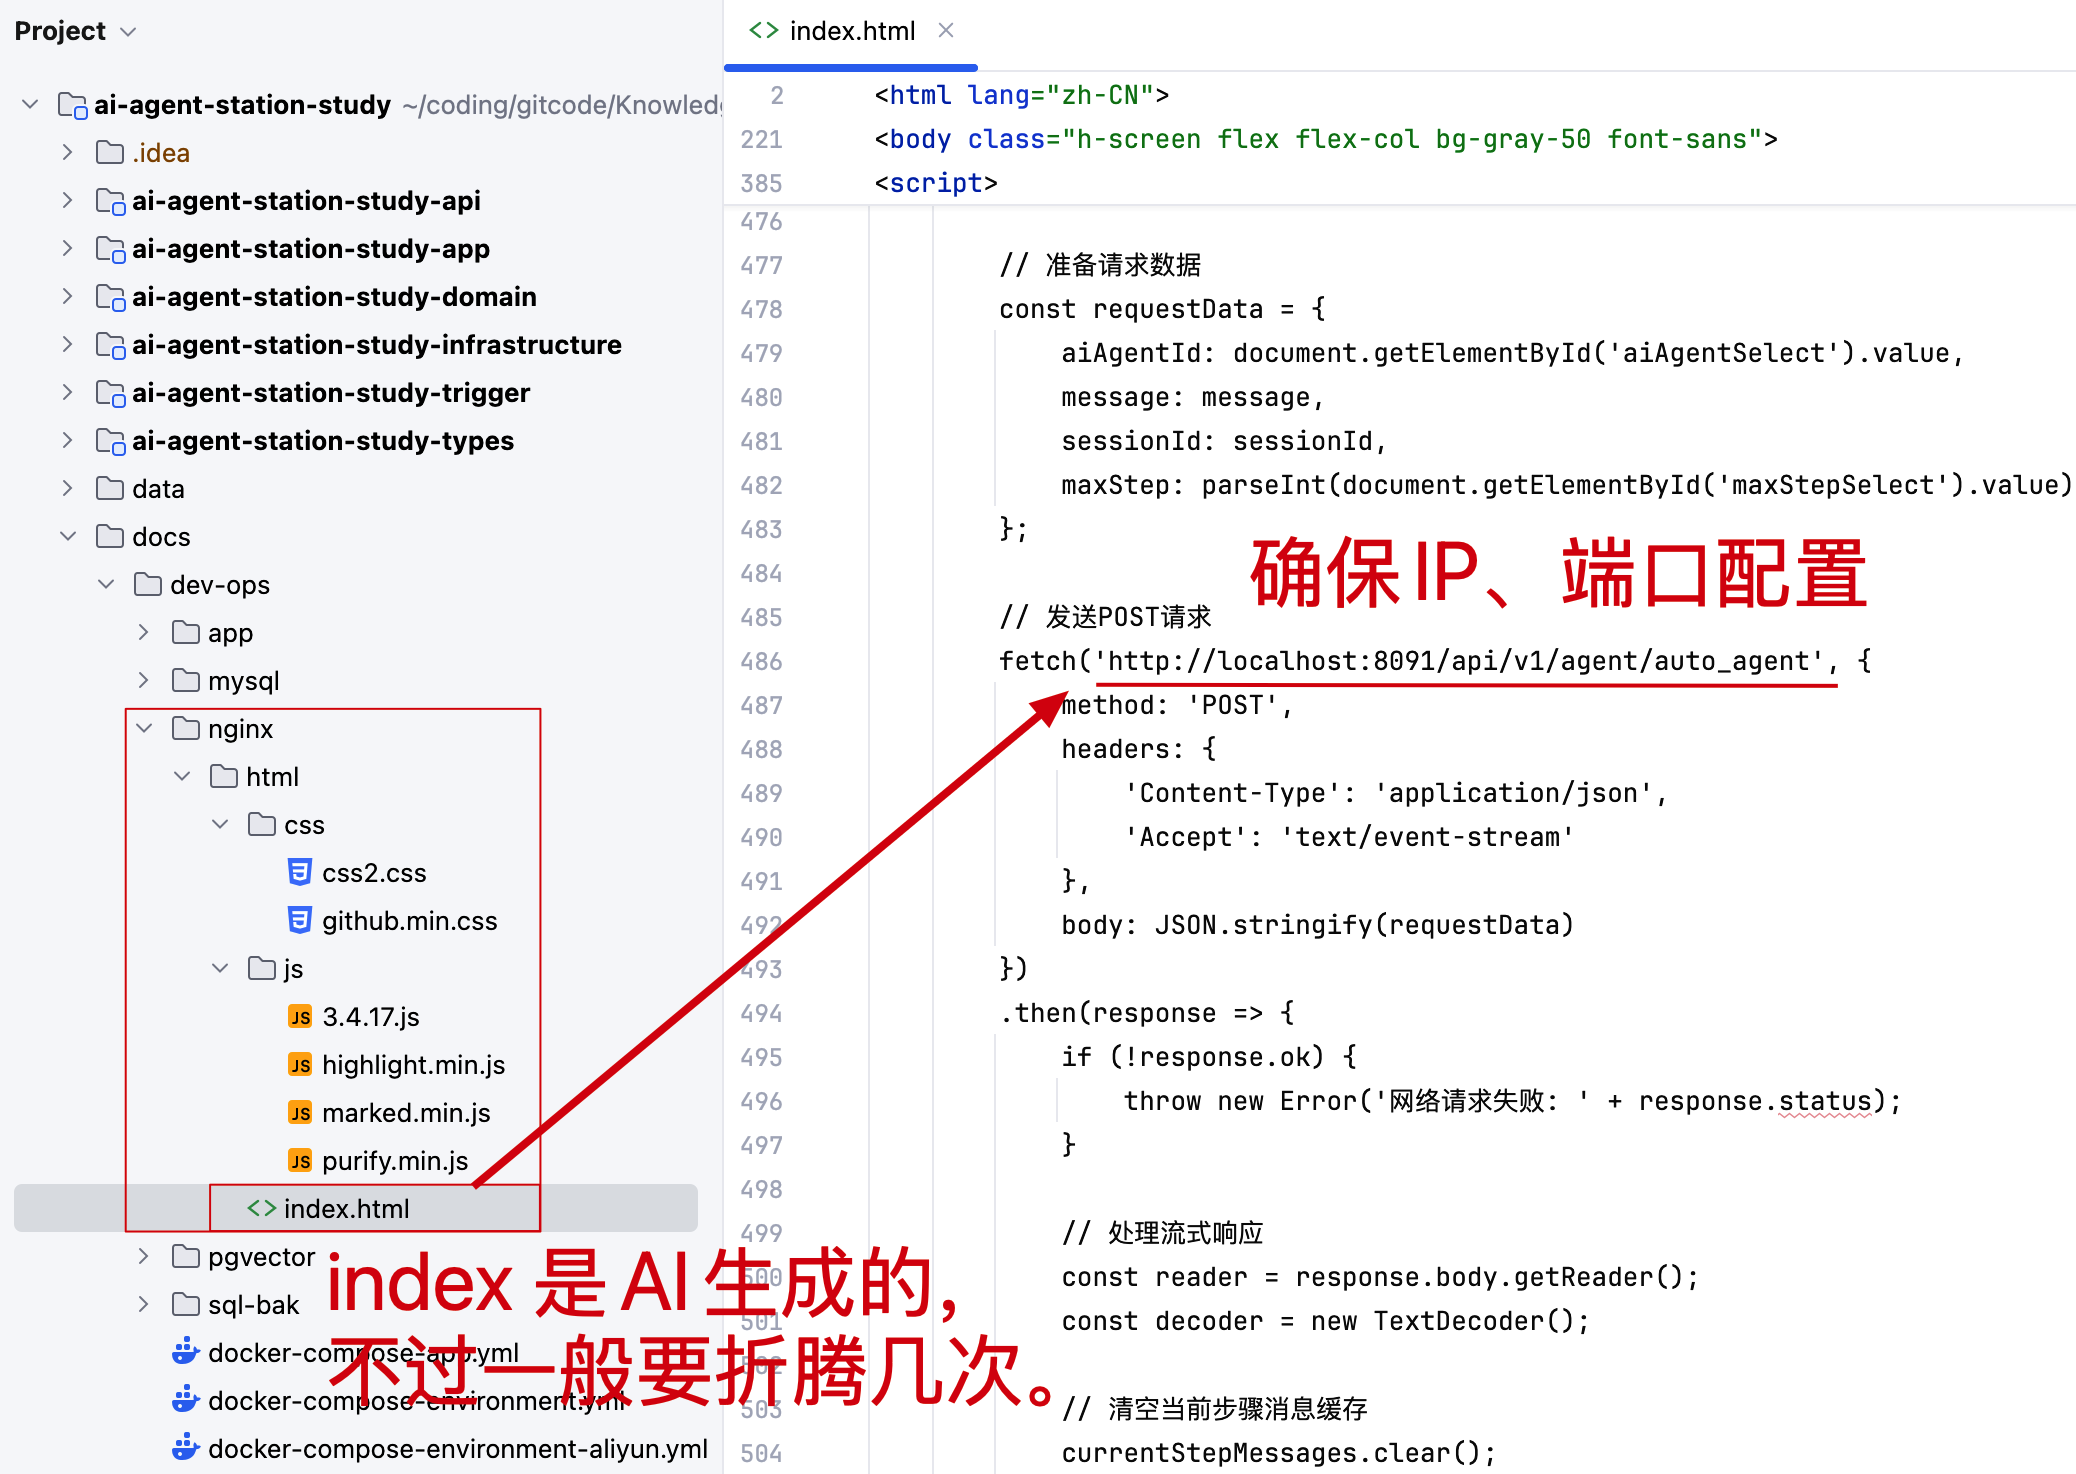 Project
ai-agent-station-study ~/coding/gitcode/Knowledg
.idea
ai-agent-station-study-api
ai-agent-station-study-app
ai-agent-station-study-domain
ai-agent-station-study-infrastructure
ai-agent-station-study-trigger
ai-agent-station-study-types
data
docs
dev-ops
app
mysql
nginx
html
css
css2.css
github.min.css
js
3.4.17.js
highlight.min.js
marked.min.js
purify.min.js
index.html
pgvector
sql-bak
docker-compose-app.yml
docker-compose-environment.yml
docker-compose-environment-aliyun.yml
index 是 AI 生成的，
不过一般要折腾几次。
index.html
2 <html lang="zh-CN">
221 <body class="h-screen flex flex-col bg-gray-50 font-sans">
385 <script>
476
477 // 准备请求数据
478 const requestData = {
479 aiAgentId: document.getElementById('aiAgentSelect').value,
480 message: message,
481 sessionId: sessionId,
482 maxStep: parseInt(document.getElementById('maxStepSelect').value)
483 };
确保 IP、端口配置
484
485 // 发送POST请求
486 fetch('http://localhost:8091/api/v1/agent/auto_agent', {
487 method: 'POST',
488 headers: {
489 'Content-Type': 'application/json',
490 'Accept': 'text/event-stream'
491 },
492 body: JSON.stringify(requestData)
493 })
494 .then(response => {
495 if (!response.ok) {
496 throw new Error('网络请求失败: ' + response.status);
497 }
498
499 // 处理流式响应
500 const reader = response.body.getReader();
501 const decoder = new TextDecoder();
502
503 // 清空当前步骤消息缓存
504 currentStepMessages.clear();